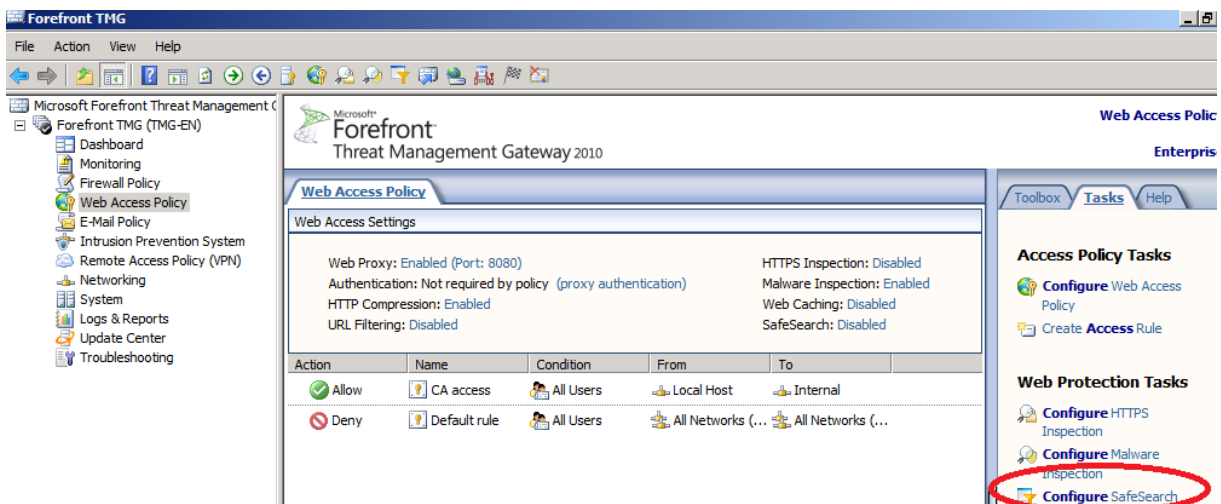 Forefront TMG
File Action View Help
Microsoft Forefront Threat Management
Forefront TMG (TMG-EN)
Dashboard
Monitoring
Firewall Policy
Web Access Policy
E-Mail Policy
Intrusion Prevention System
Remote Access Policy (VPN)
Networking
System
Logs & Reports
Update Center
Troubleshooting
Microsoft
Forefront
Threat Management Gateway 2010
Web Access Polic
Enterpris
Web Access Policy
Web Access Settings
Web Proxy: Enabled (Port: 8080)
Authentication: Not required by policy (proxy authentication)
HTTP Compression: Enabled
URL Filtering: Disabled
HTTPS Inspection: Disabled
Malware Inspection: Enabled
Web Caching: Disabled
SafeSearch: Disabled
Action Name Condition From To
Allow CA access All Users Local Host Internal
Deny Default rule All Users All Networks (... All Networks (...
Toolbox Tasks Help
Access Policy Tasks
Configure Web Access
Policy
Create Access Rule
Web Protection Tasks
Configure HTTPS
Inspection
Configure Malware
Inspection
Configure SafeSearch